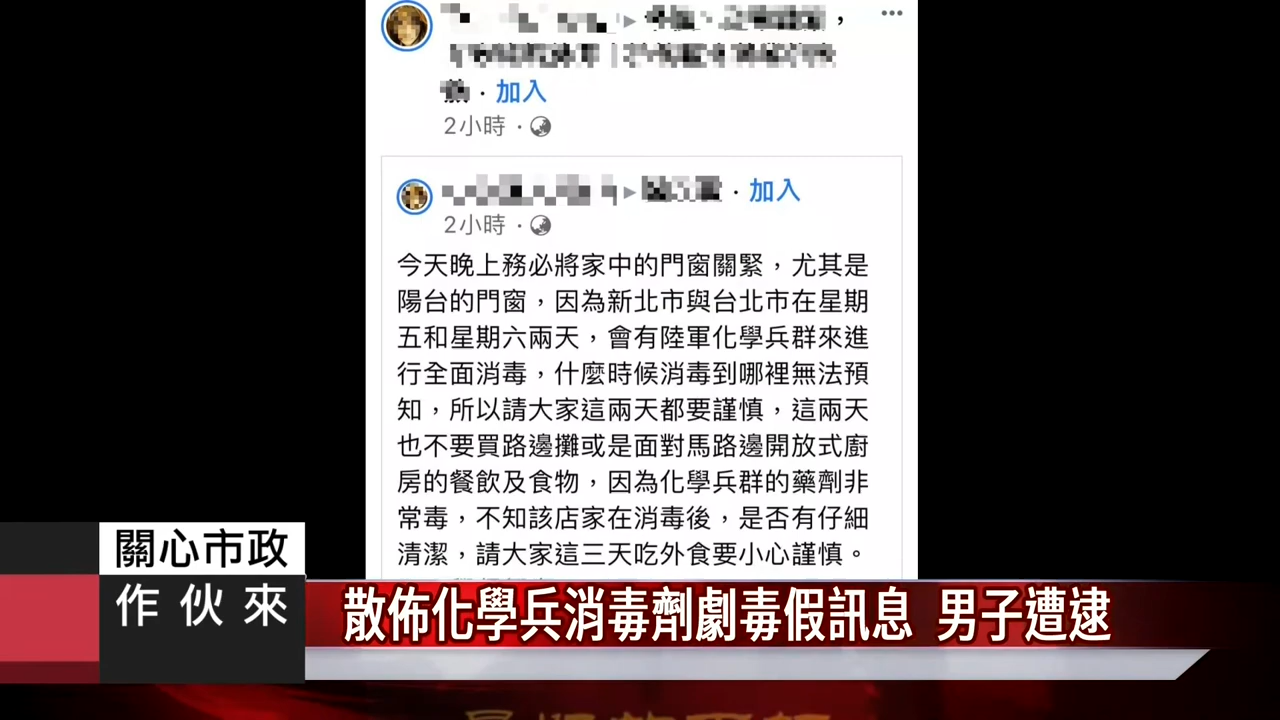 加入
2小時 ·
加入
2小時 ·
今天晚上務必將家中的門窗關緊，尤其是
陽台的門窗，因為新北市與台北市在星期
五和星期六兩天，會有陸軍化學兵群來進
行全面消毒，什麼時候消毒到哪裡無法預
知，所以請大家這兩天都要謹慎，這兩天
也不要買路邊攤或是面對馬路邊開放式廚
房的餐飲及食物，因為化學兵群的藥劑非
常毒，不知該店家在消毒後，是否有仔細
清潔，請大家這三天吃外食要小心謹慎。
關心市政
作伙來
散佈化學兵消毒劑劇毒假訊息 男子遭逮